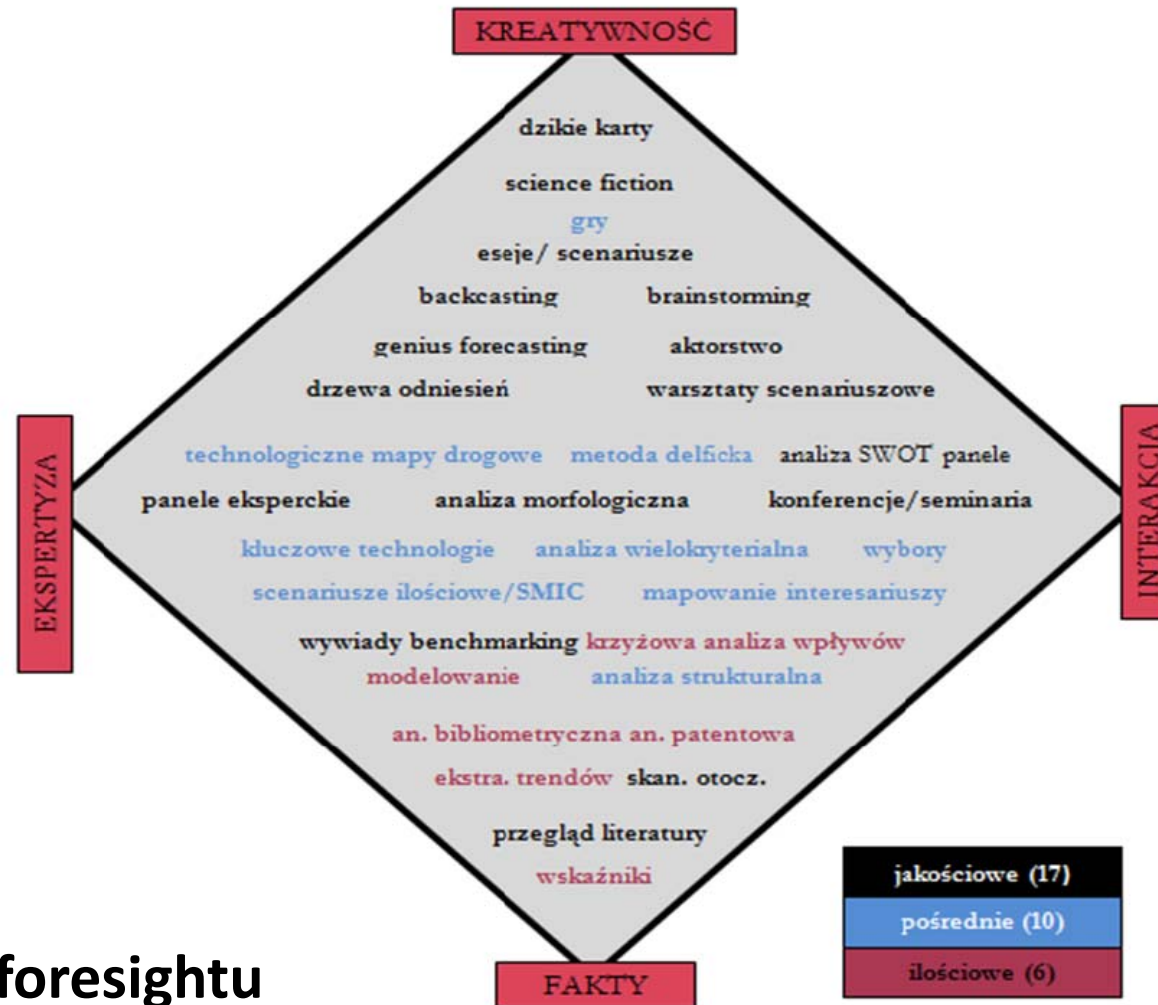 KREATYWNOŚĆ
dzikie karty
science fiction
gry
eseje/ scenariusze
backcasting brainstorming
genius forecasting aktorstwo
drzewa odniesień warsztaty scenariuszowe
EKSPERTYZA
INTERAKCJA
technologiczne mapy drogowe metoda delficka analiza SWOT panele
panele eksperckie analiza morfologiczna konferencje/seminaria
kluczowe technologie analiza wielokryterialna wybory
scenariusze ilościowe/SMIC mapowanie interesariuszy
wywiady benchmarking krzyżowa analiza wpływów
modelowanie analiza strukturalna
an. bibliometryczna an. patentowa
ekstra. trendów skan. otocz.
przegląd literatury
wskaźniki
jakościowe (17)
pośrednie (10)
ilościowe (6)
foresightu
FAKTY